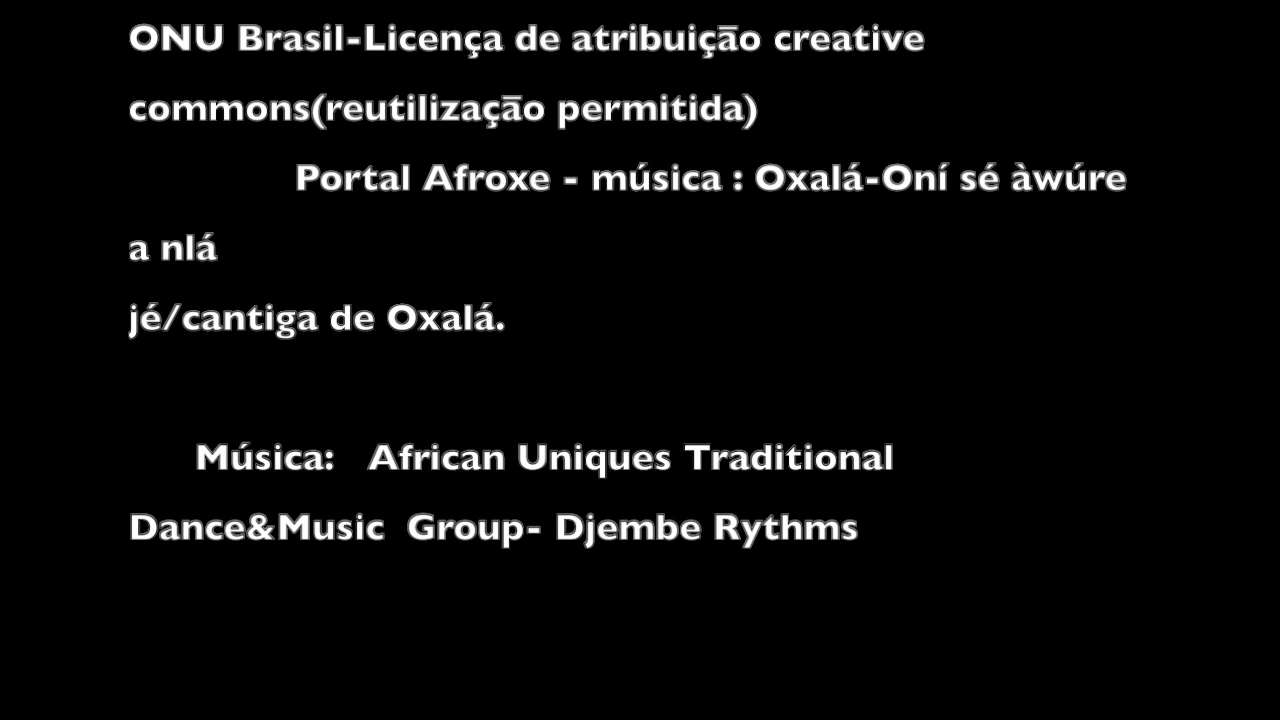 ONU Brasil-Licença de atribuição creative
commons(reutilização permitida)
Portal Afroxe - música : Oxalá-Oní sé àwúre
a nlá
jé/cantiga de Oxalá.
Música: African Uniques Traditional
Dance&Music Group- Djembe Rythms